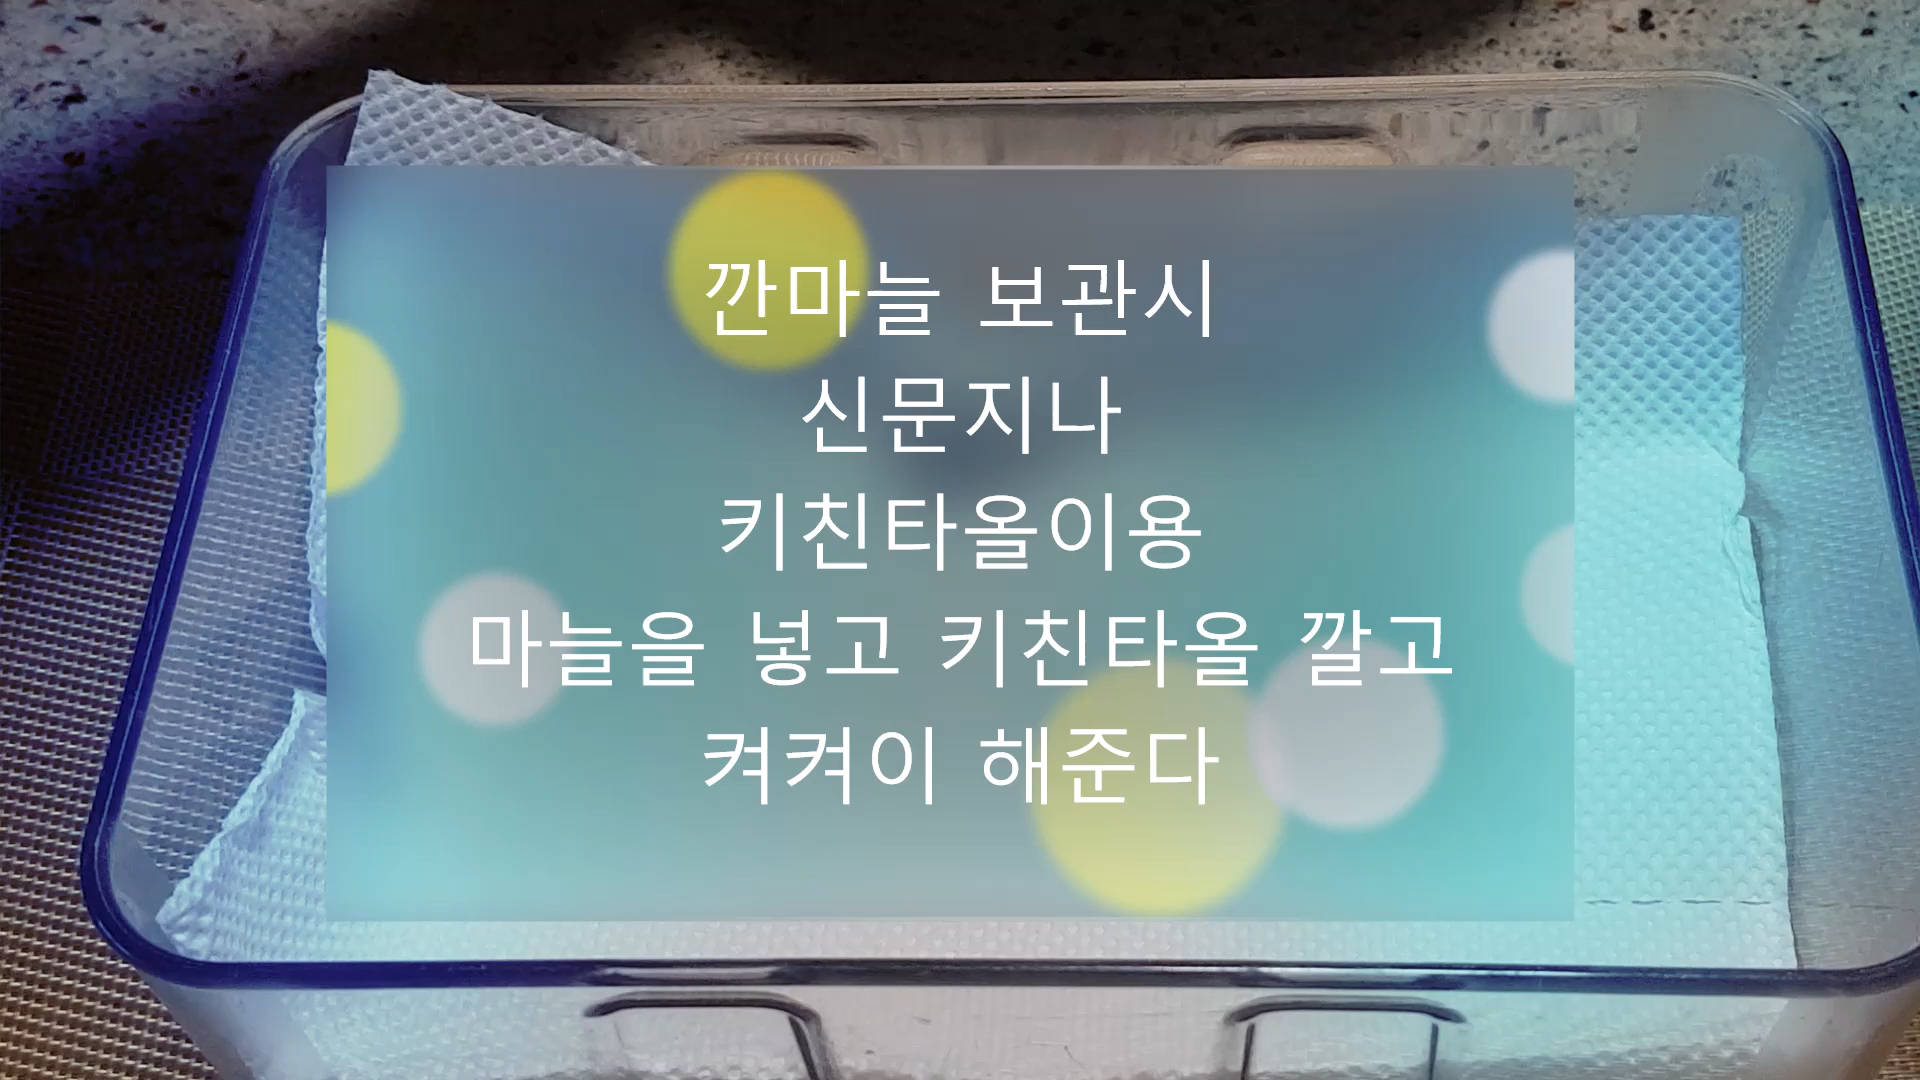 깐마늘 보관시
신문지나
키친타올이용
마늘을 넣고 키친타올 깔고
켜켜이 해준다